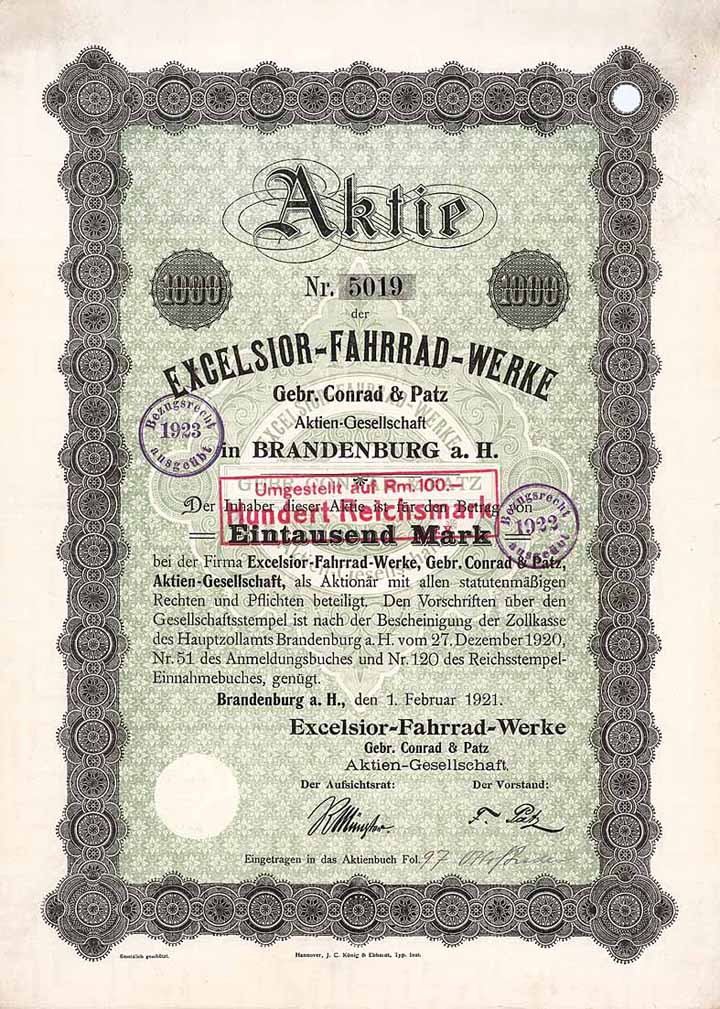 Aktie
1000
Nr. 5019
1000
der
EXCELSIOR-FAHRRAD-WERKE
Gebr. Conrad & Patz
Aktien-Gesellschaft
in BRANDENBURG a. H.
Bezugsrecht
1923
ausgeübt
Umgestellt auf Rm. 100.–
Hundert Reichsmark
Bezugsrecht
1922
ausgeübt
Der Inhaber dieser Aktie ist für den Betrag von
Eintausend Mark
bei der Firma Excelsior-Fahrrad-Werke, Gebr. Conrad & Patz,
Aktien-Gesellschaft, als Aktionär mit allen statutenmäßigen
Rechten und Pflichten beteiligt. Den Vorschriften über den
Gesellschaftsstempel ist nach der Bescheinigung der Zollkasse
des Hauptzollamts Brandenburg a. H. vom 27. Dezember 1920,
Nr. 51 des Anmeldungsbuches und Nr. 120 des Reichsstempel-
Einnahmebuches, genügt.
Brandenburg a. H., den 1. Februar 1921.
Excelsior-Fahrrad-Werke
Gebr. Conrad & Patz
Aktien-Gesellschaft.
Der Aufsichtsrat:
Der Vorstand:
F. Patz
Eingetragen in das Aktienbuch Fol. 97
Gesetzlich geschützt.
Hannover, J. C. König & Ebhardt, Typ. Inst.